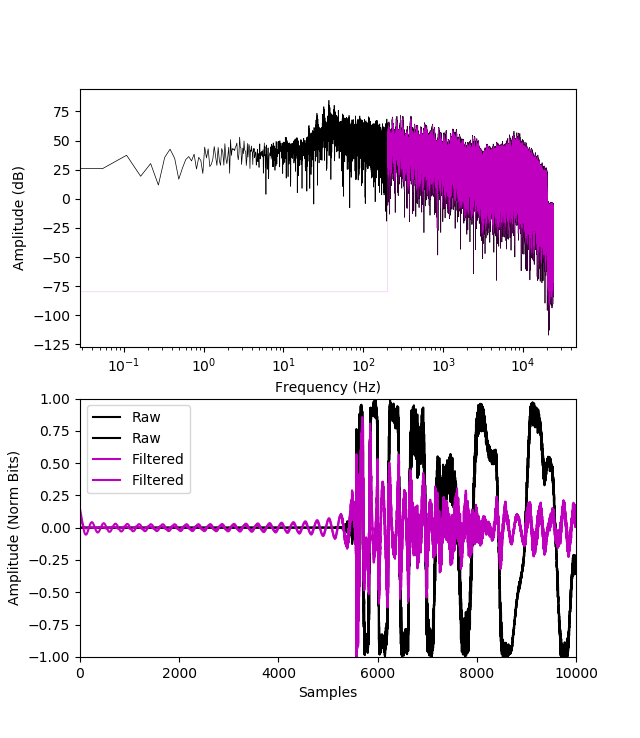 75
50
25
0
−25
−50
−75
−100
−125
Amplitude (dB)
10⁻¹ 10⁰ 10¹ 10² 10³ 10⁴
Frequency (Hz)
1.00
0.75
0.50
0.25
0.00
−0.25
−0.50
−0.75
−1.00
Amplitude (Norm Bits)
Raw
Raw
Filtered
Filtered
0 2000 4000 6000 8000 10000
Samples